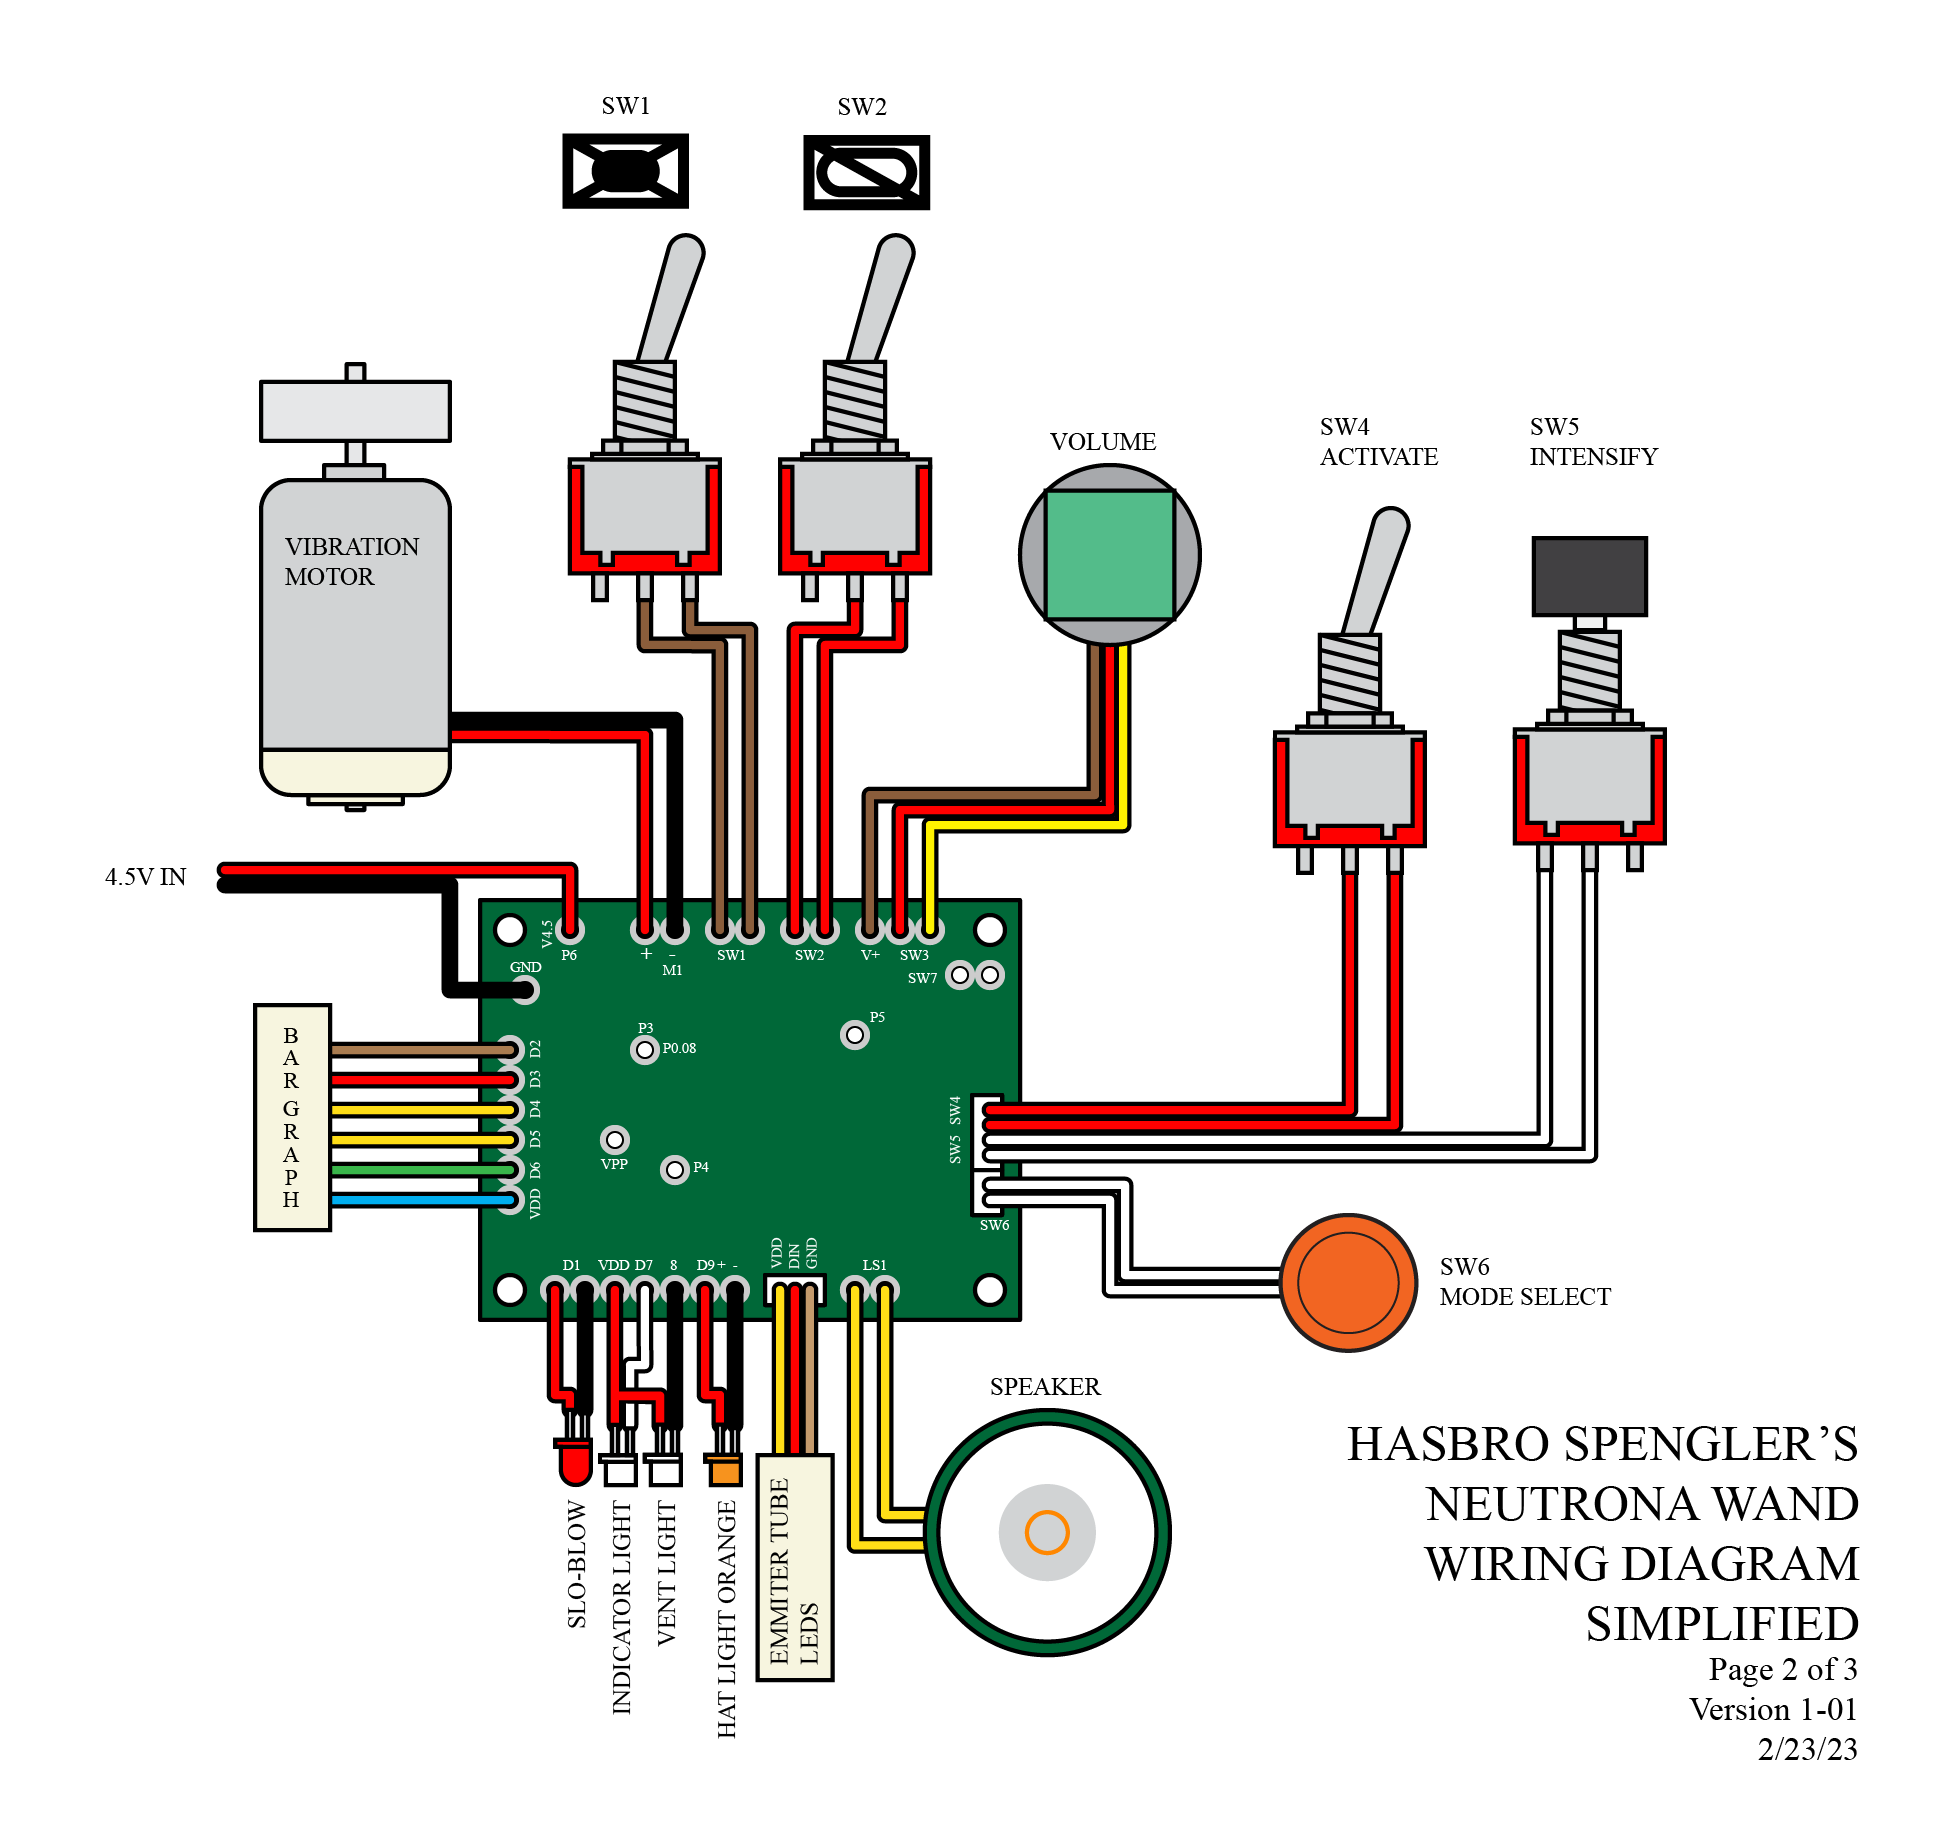 SW1
SW2
VOLUME
SW4
ACTIVATE
SW5
INTENSIFY
VIBRATION
MOTOR
4.5V IN
V4.5
P6
+
-
M1
SW1
SW2
V+
SW3
GND
SW7
P3
P0.08
P5
BAR GRAPH
D2
D3
D4
D5
D6
VDD
VPP
P4
SW4
SW5
SW6
D1
VDD
D7
8
D9
+
-
VDD
DIN
GND
LS1
SW6
MODE SELECT
SPEAKER
SLO-BLOW
INDICATOR LIGHT
VENT LIGHT
HAT LIGHT ORANGE
EMMITER TUBE
LEDS
HASBRO SPENGLER’S
NEUTRONA WAND
WIRING DIAGRAM
SIMPLIFIED
Page 2 of 3
Version 1-01
2/23/23